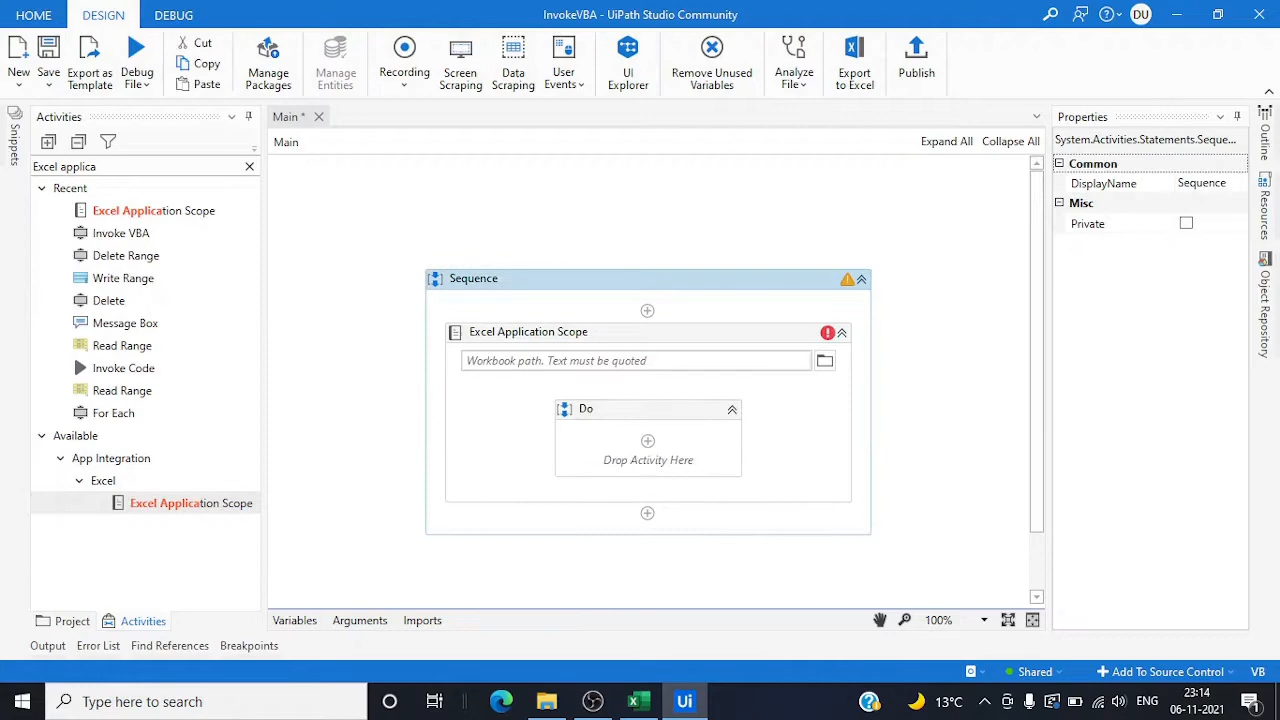 HOME DESIGN DEBUG InvokeVBA - UiPath Studio Community DU
New Save Export as Template Debug File Cut Copy Paste Manage Packages Manage Entities Recording Screen Scraping Data Scraping User Events UI Explorer Remove Unused Variables Analyze File Export to Excel Publish
Snippets
Activities
Excel applica
Recent
Excel Application Scope
Invoke VBA
Delete Range
Write Range
Delete
Message Box
Read Range
Invoke Code
Read Range
For Each
Available
App Integration
Excel
Excel Application Scope
Project Activities
Main *
Main Expand All Collapse All
Sequence
Excel Application Scope
Workbook path. Text must be quoted
Do
Drop Activity Here
Variables Arguments Imports 100%
Properties
System.Activities.Statements.Seque...
Common
DisplayName Sequence
Misc
Private
Outline
Resources
Object Repository
Output Error List Find References Breakpoints
Shared Add To Source Control VB
Type here to search Ui 13°C ENG 23:14 06-11-2021 1